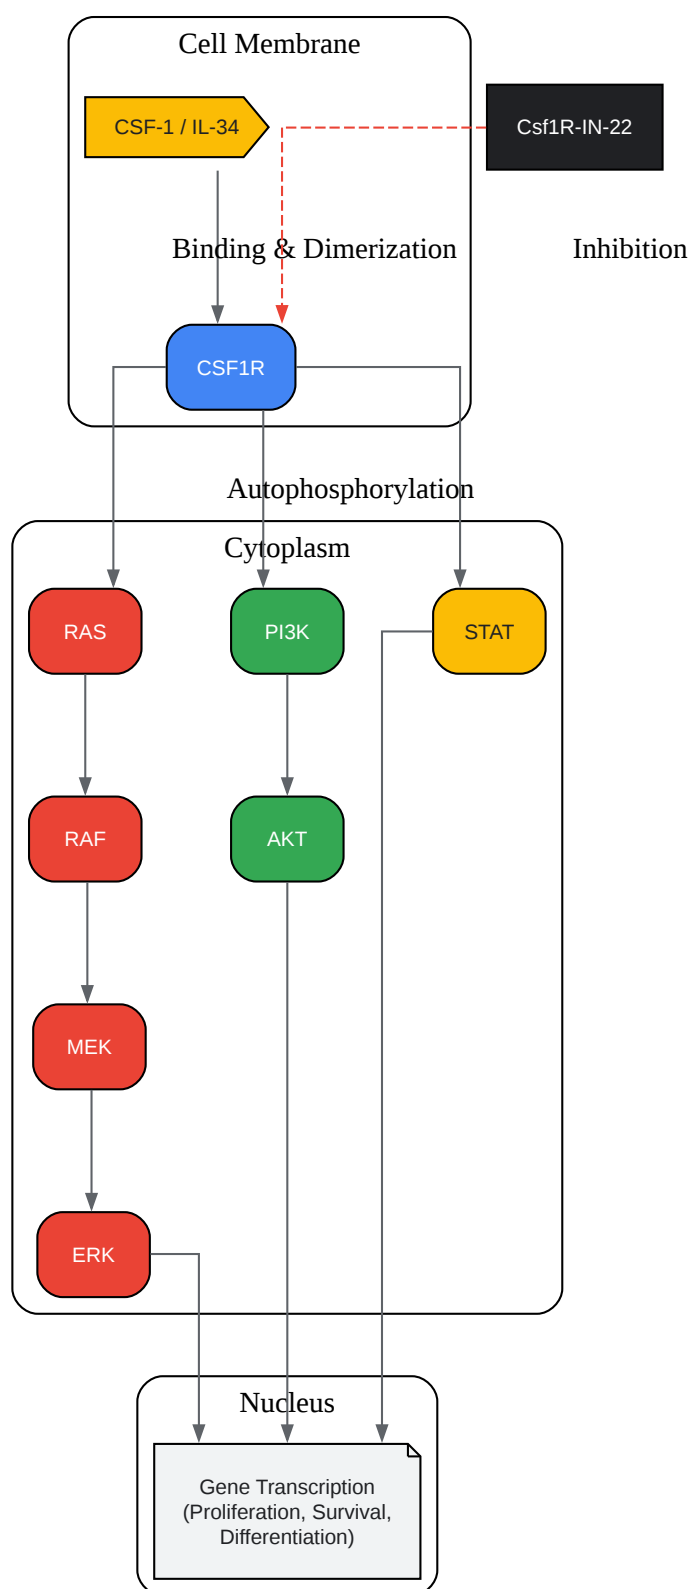 Cell Membrane
CSF-1 / IL-34
Csf1R-IN-22
Binding & Dimerization
Inhibition
CSF1R
Autophosphorylation
Cytoplasm
RAS
PI3K
STAT
RAF
AKT
MEK
ERK
Nucleus
Gene Transcription
(Proliferation, Survival,
Differentiation)